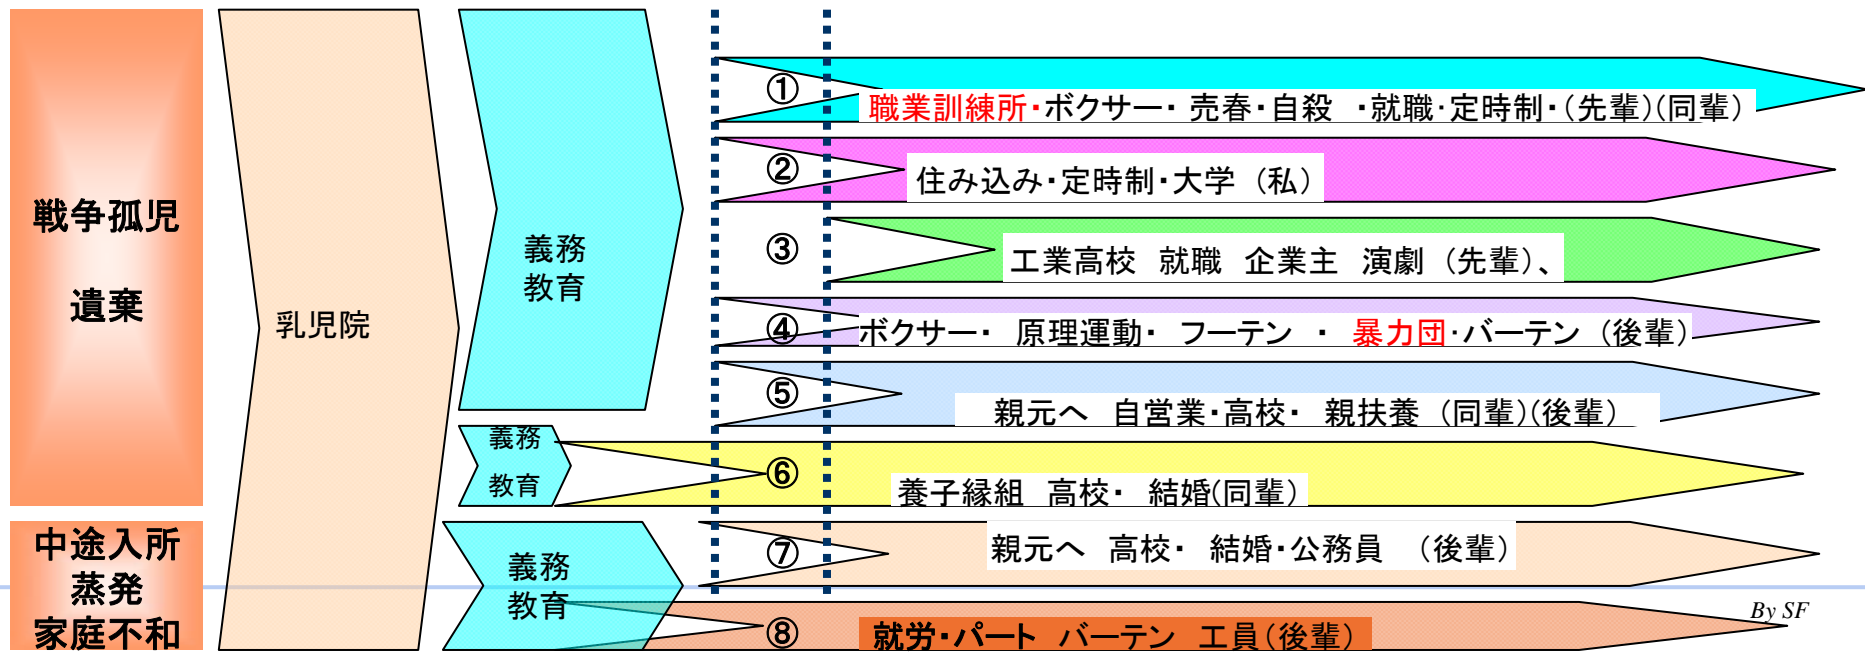 戦争孤児
遺棄
中途入所
蒸発
家庭不和
乳児院
義務
教育
義務
教育
義務
教育
①
職業訓練所・ボクサー・ 売春・自殺 ・就職・定時制・(先輩)(同輩)
②
住み込み・定時制・大学 (私)
③
工業高校 就職 企業主 演劇 (先輩)、
④
ボクサー・ 原理運動・ フーテン ・ 暴力団・バーテン (後輩)
⑤
親元へ 自営業・高校・ 親扶養 (同輩)(後輩)
⑥
養子縁組 高校・ 結婚(同輩)
⑦
親元へ 高校・ 結婚・公務員 (後輩)
⑧
就労・パート バーテン 工員(後輩)
By SF